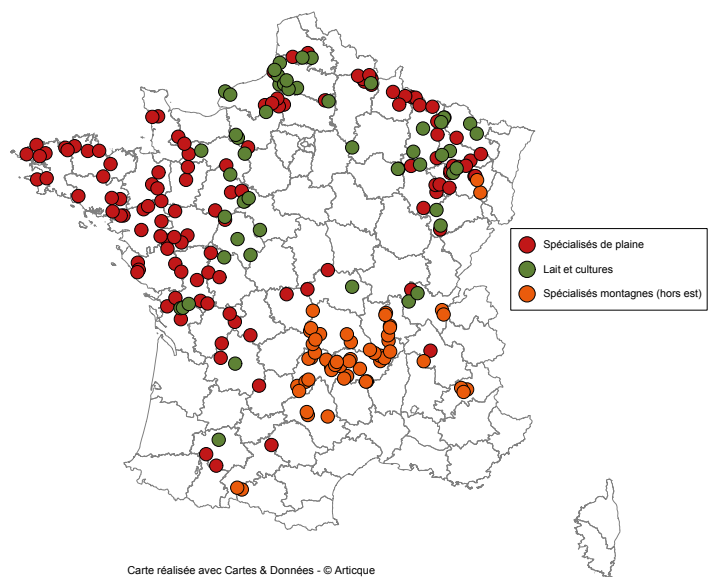 Spécialisés de plaine
Lait et cultures
Spécialisés montagnes (hors est)
Carte réalisée avec Cartes & Données - © Articque